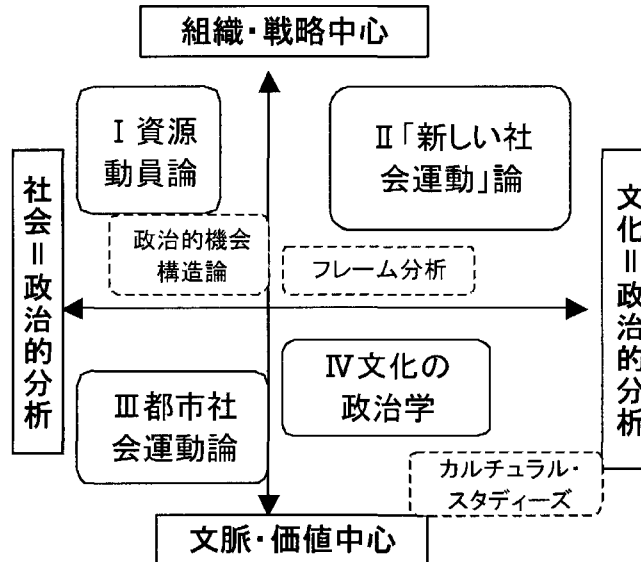 組織・戦略中心
Ⅰ 資源
動員論
Ⅱ「新しい社
会運動」論
社会＝政治的分析
文化＝政治的分析
政治的機会
構造論
フレーム分析
Ⅳ文化の
政治学
Ⅲ都市社
会運動論
カルチュラル・
スタディーズ
文脈・価値中心